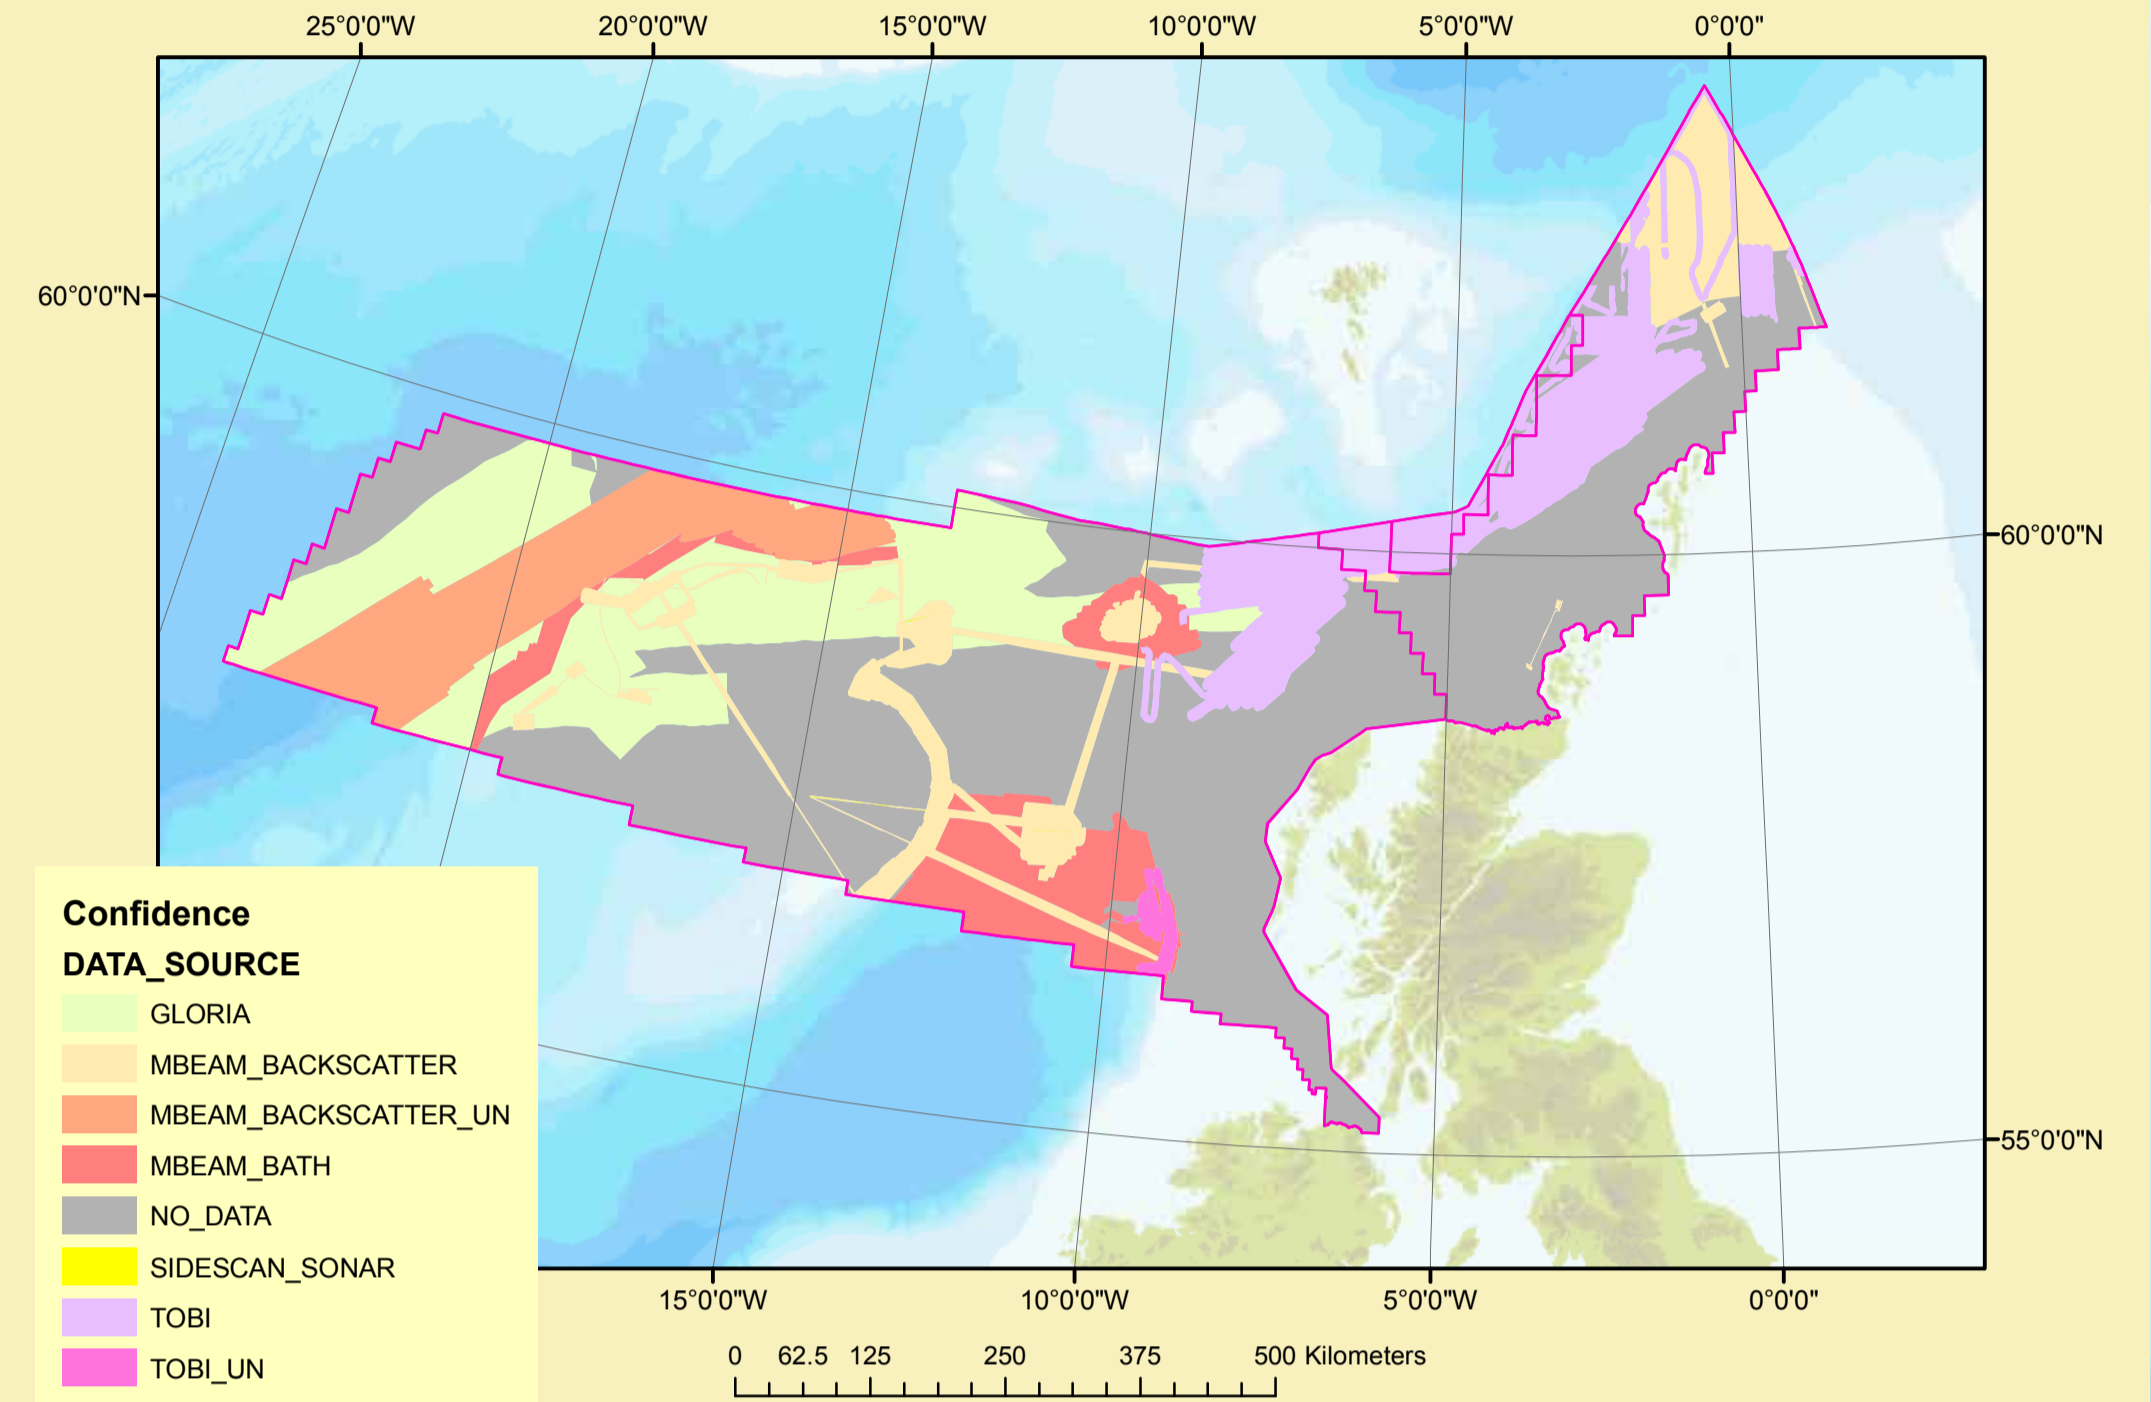 25°0'0"W 20°0'0"W 15°0'0"W 10°0'0"W 5°0'0"W 0°0'0"
60°0'0"N
60°0'0"N
55°0'0"N
Confidence
DATA_SOURCE
GLORIA
MBEAM_BACKSCATTER
MBEAM_BACKSCATTER_UN
MBEAM_BATH
NO_DATA
SIDESCAN_SONAR
TOBI
TOBI_UN
15°0'0"W 10°0'0"W 5°0'0"W 0°0'0"
0 62.5 125 250 375 500 Kilometers